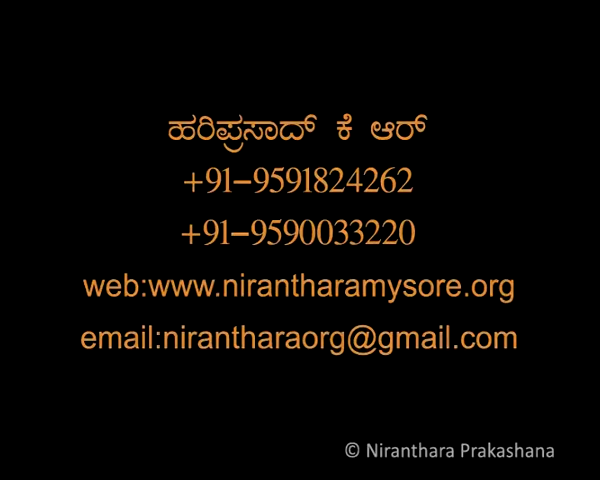 ಹರಿಪ್ರಸಾದ್ ಕೆ ಆರ್
+91-9591824262
+91-9590033220
web:www.nirantharamysore.org
email:nirantharaorg@gmail.com
© Niranthara Prakashana